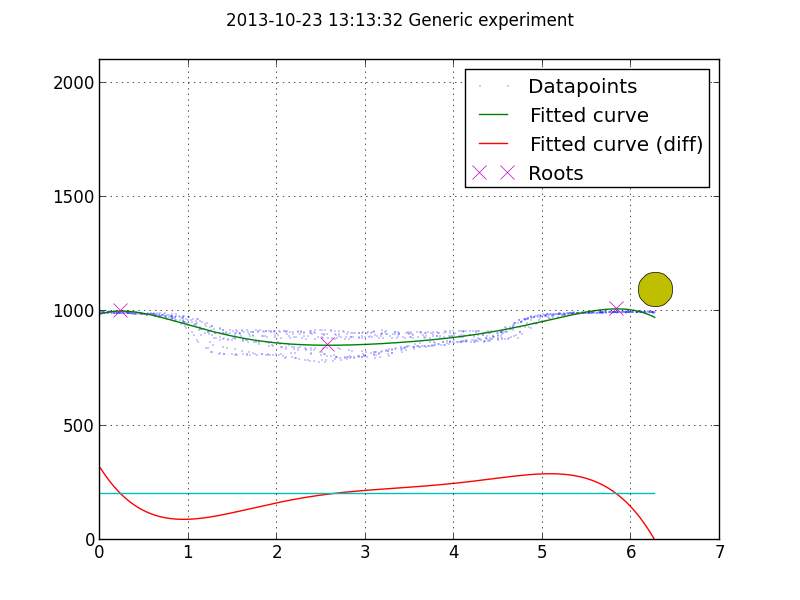 2013-10-23 13:13:32 Generic experiment
Datapoints
Fitted curve
Fitted curve (diff)
Roots
2000
1500
1000
500
0
0 1 2 3 4 5 6 7